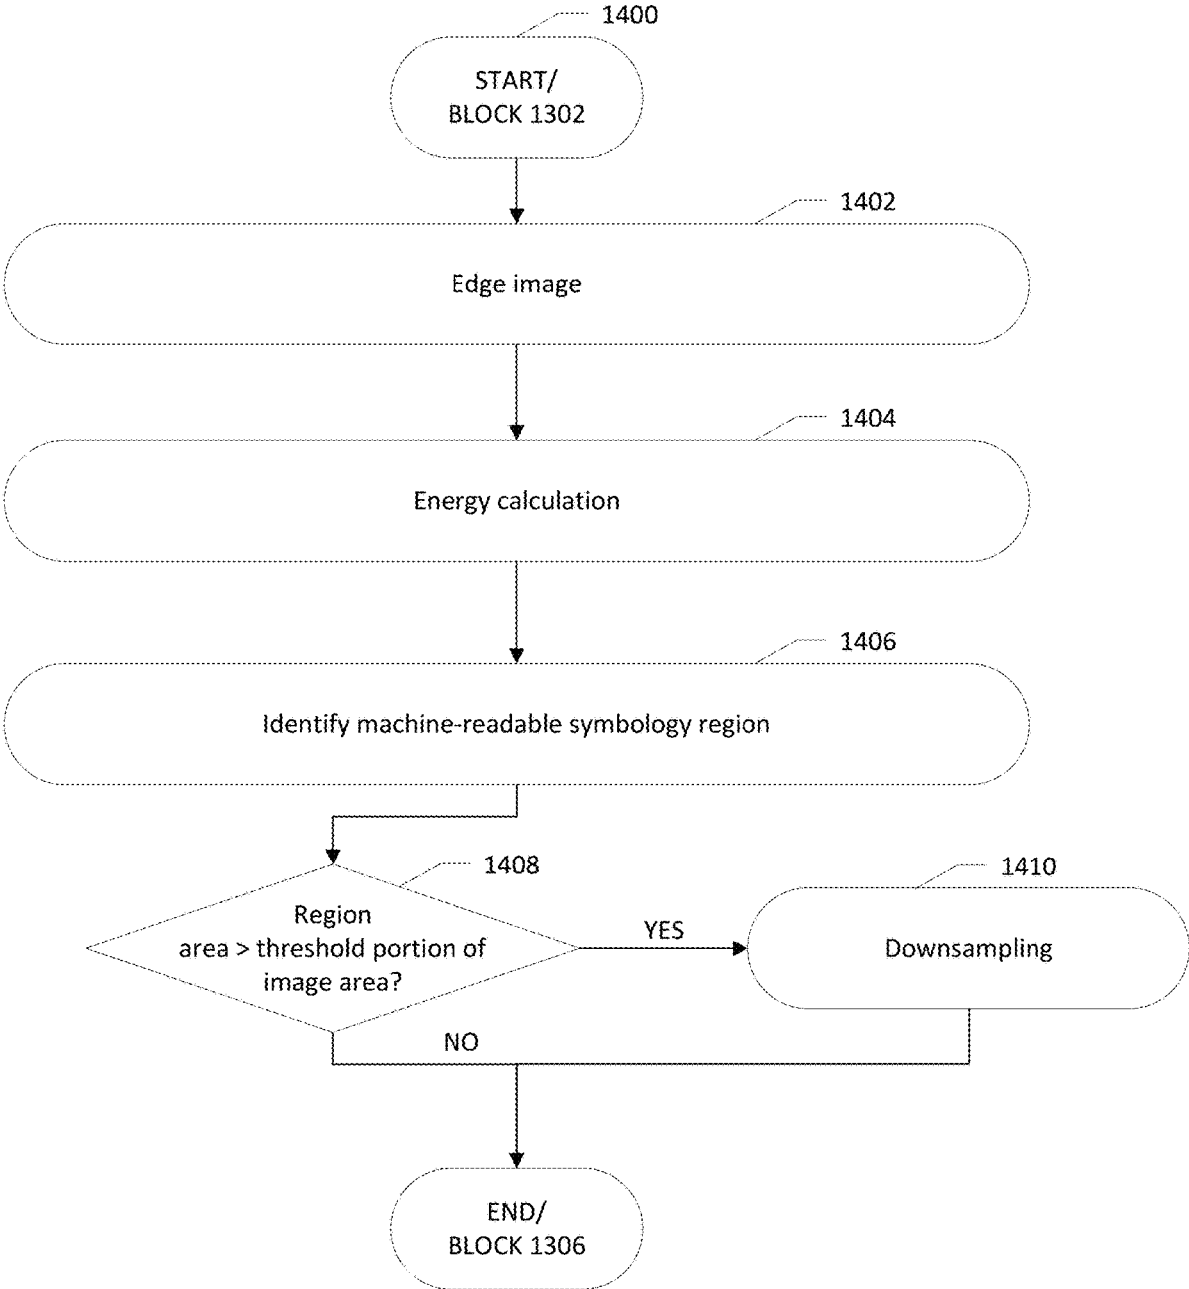 1400
START/
BLOCK 1302
1402
Edge image
1404
Energy calculation
1406
Identify machine-readable symbology region
1408
Region
area > threshold portion of
image area?
YES
1410
Downsampling
NO
END/
BLOCK 1306